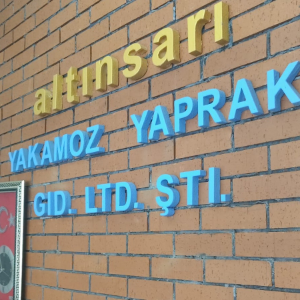 altınsarı
YAKAMOZ YAPRAK
GID. LTD. ŞTI.